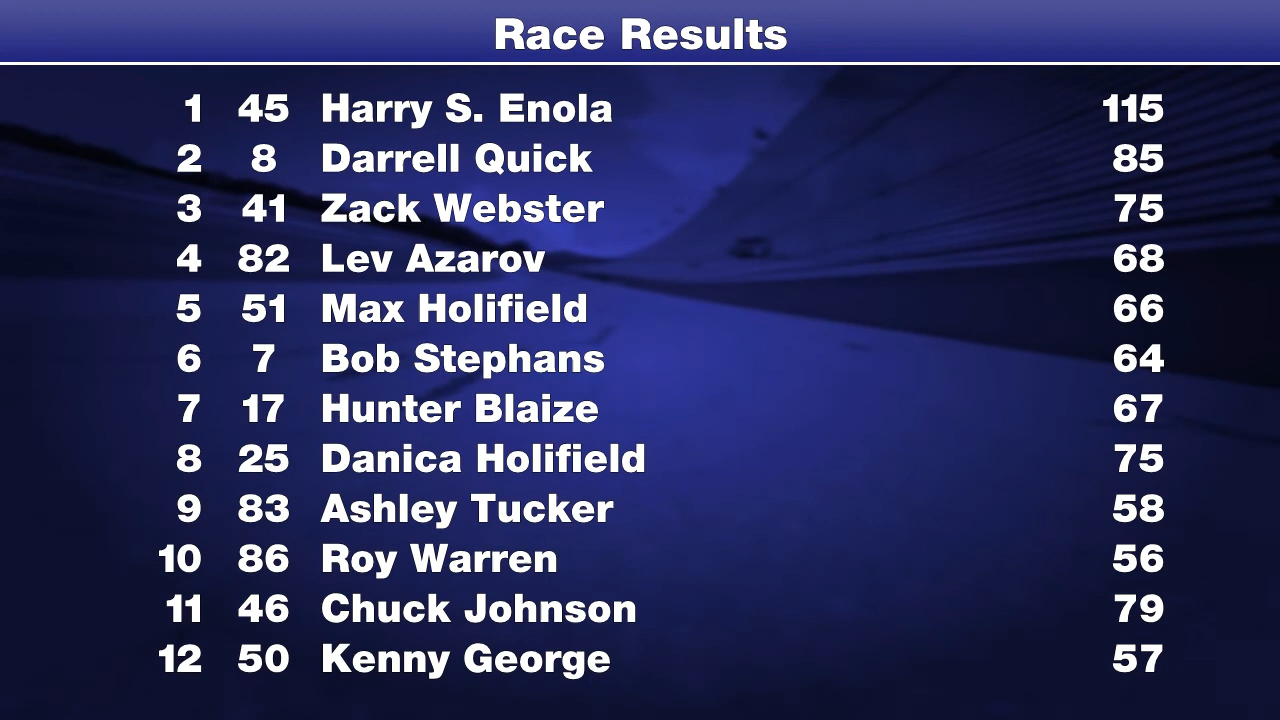 Race Results
1 45 Harry S. Enola 115
2 8 Darrell Quick 85
3 41 Zack Webster 75
4 82 Lev Azarov 68
5 51 Max Holifield 66
6 7 Bob Stephans 64
7 17 Hunter Blaize 67
8 25 Danica Holifield 75
9 83 Ashley Tucker 58
10 86 Roy Warren 56
11 46 Chuck Johnson 79
12 50 Kenny George 57